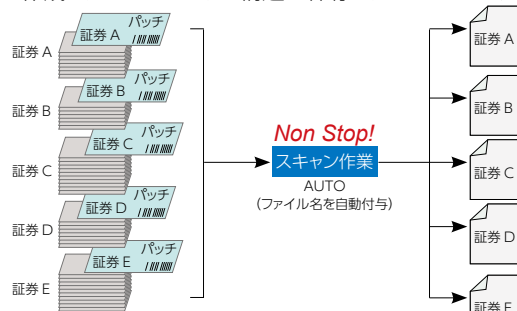 パッチ
証券 A
証券 A
パッチ
証券 B
証券 B
パッチ
証券 C
証券 C
パッチ
証券 D
証券 D
パッチ
証券 E
証券 E
Non Stop!
スキャン作業
AUTO
(ファイル名を自動付与)
証券 A
証券 B
証券 C
証券 D
証券 E